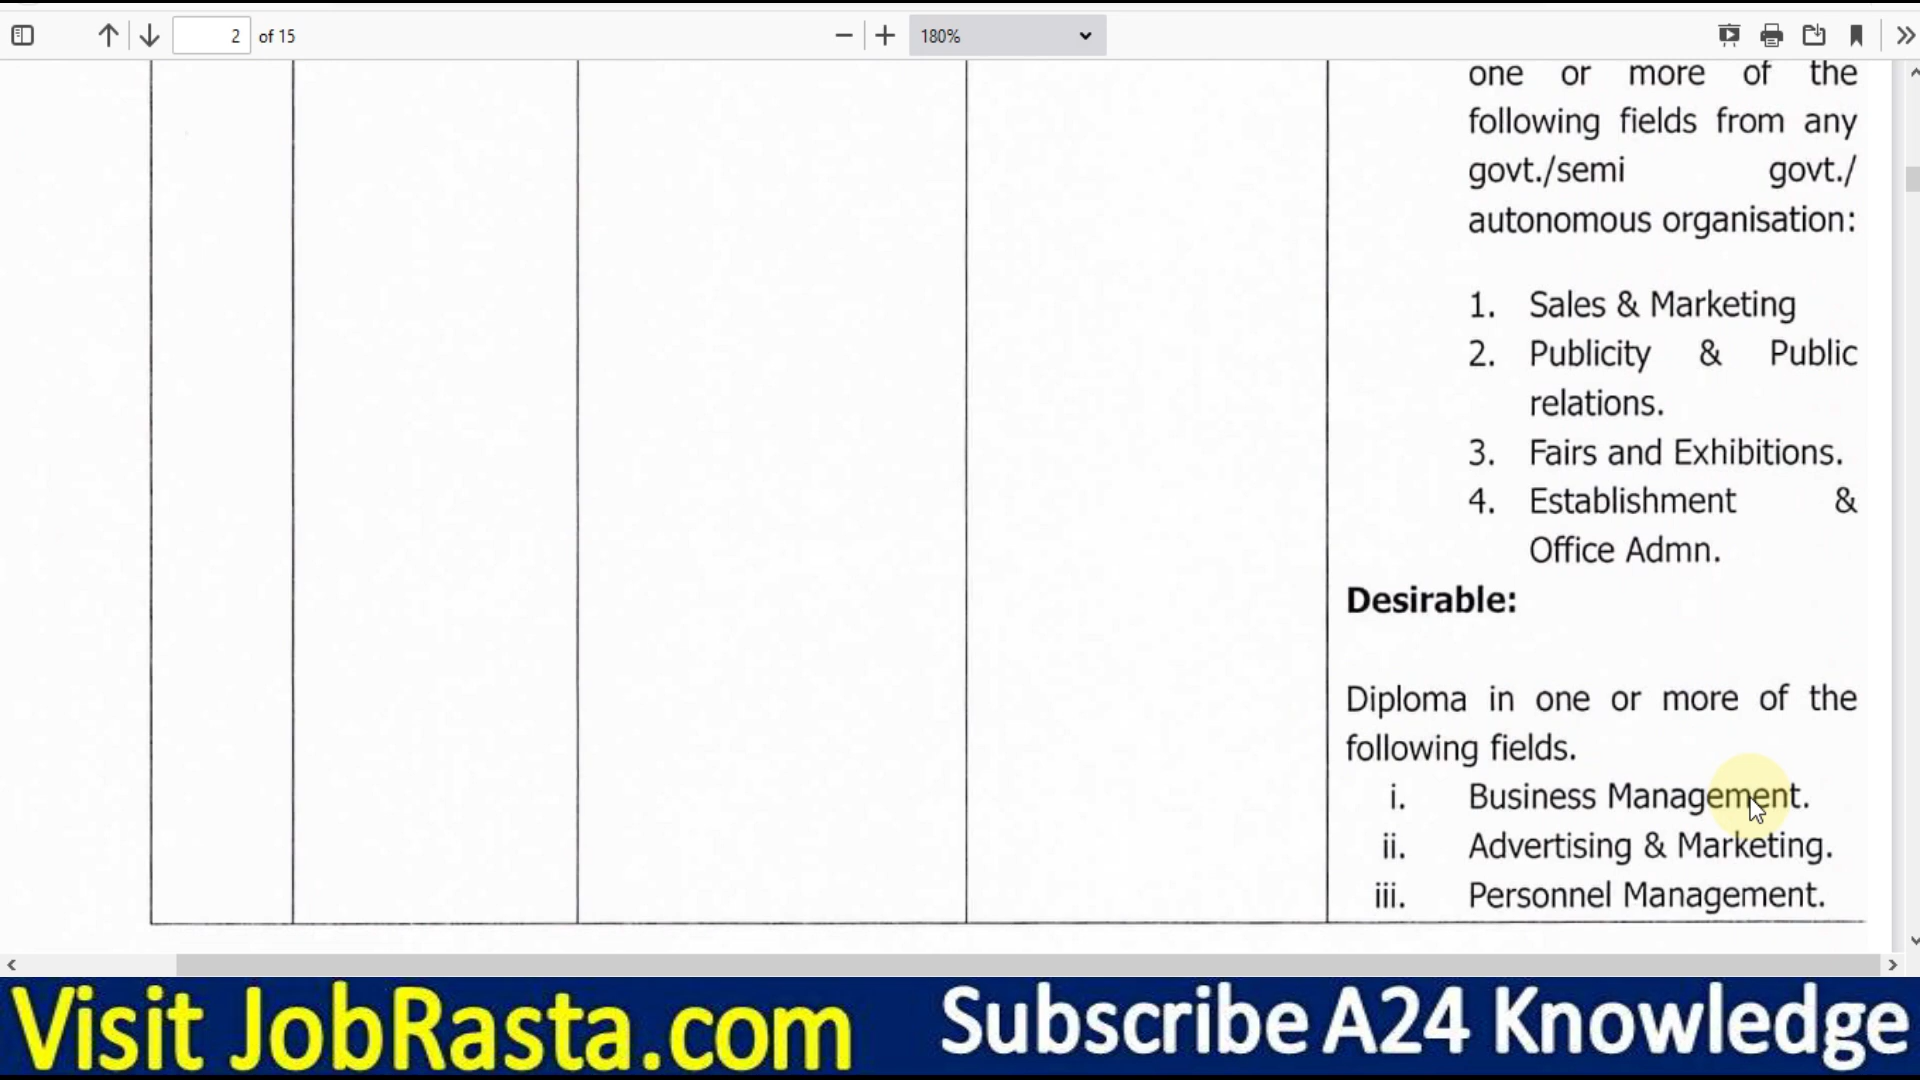 2 of 15
180%
one or more of the
following fields from any
govt./semi govt./
autonomous organisation:
1. Sales & Marketing
2. Publicity & Public
relations.
3. Fairs and Exhibitions.
4. Establishment &
Office Admn.
Desirable:
Diploma in one or more of the
following fields.
i. Business Management.
ii. Advertising & Marketing.
iii. Personnel Management.
Visit JobRasta.com Subscribe A24 Knowledge